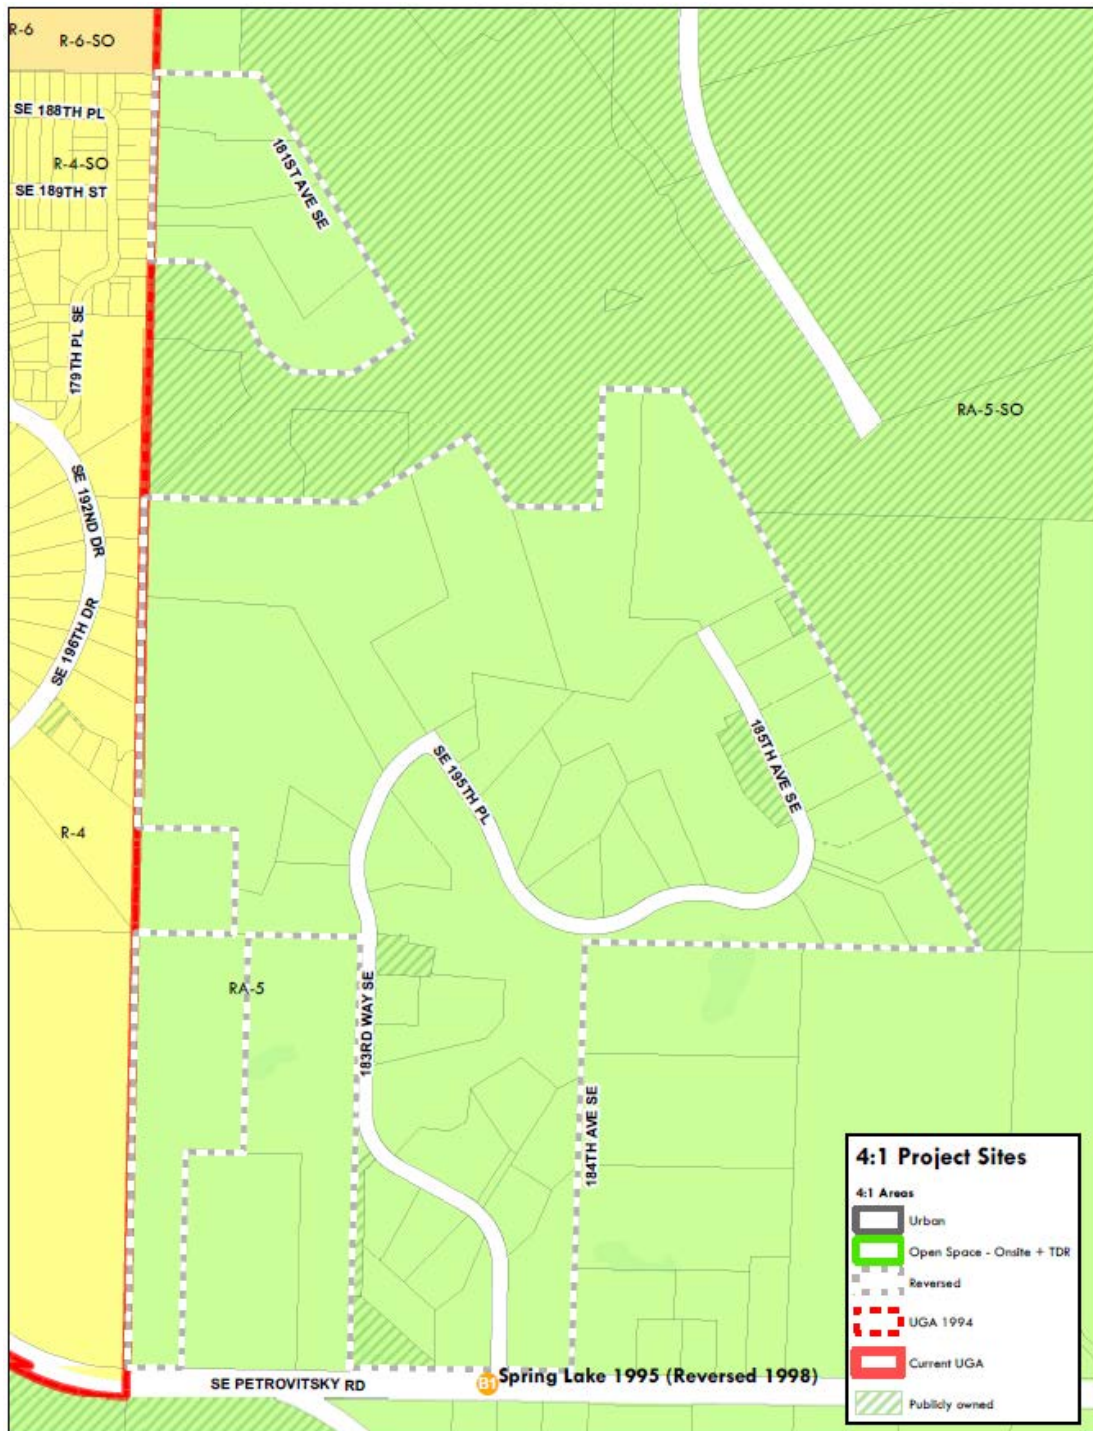 R-6
R-6-SO
SE 188TH PL
R-4-SO
SE 189TH ST
181ST AVE SE
179TH PL SE
RA-5-SO
SE 192ND DR
SE 196TH DR
185TH AVE SE
SE 195TH PL
R-4
RA-5
183RD WAY SE
184TH AVE SE
4:1 Project Sites
4:1 Areas
Urban
Open Space - Onsite + TDR
Reversed
UGA 1994
Current UGA
Publicly owned
SE PETROVITSKY RD
B1 Spring Lake 1995 (Reversed 1998)